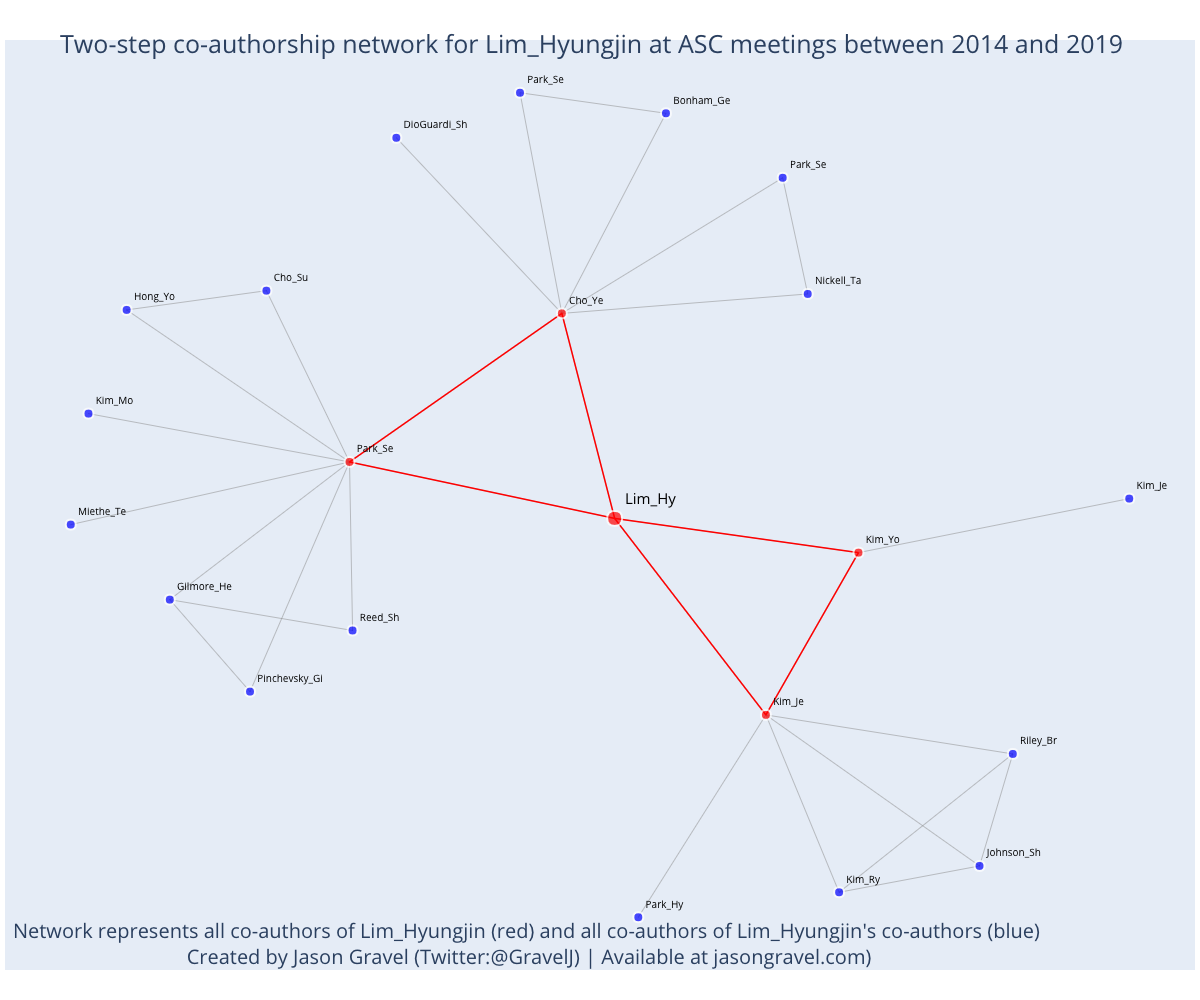 Two-step co-authorship network for Lim_Hyungjin at ASC meetings between 2014 and 2019
Park_Se
Bonham_Ge
DioGuardi_Sh
Park_Se
Cho_Su
Nickell_Ta
Hong_Yo
Cho_Ye
Kim_Mo
Park_Se
Kim_Je
Lim_Hy
Miethe_Te
Kim_Yo
Gilmore_He
Reed_Sh
Pinchevsky_Gi
Kim_Je
Riley_Br
Johnson_Sh
Kim_Ry
Park_Hy
Network represents all co-authors of Lim_Hyungjin (red) and all co-authors of Lim_Hyungjin's co-authors (blue)
Created by Jason Gravel (Twitter:@GravelJ) | Available at jasongravel.com)